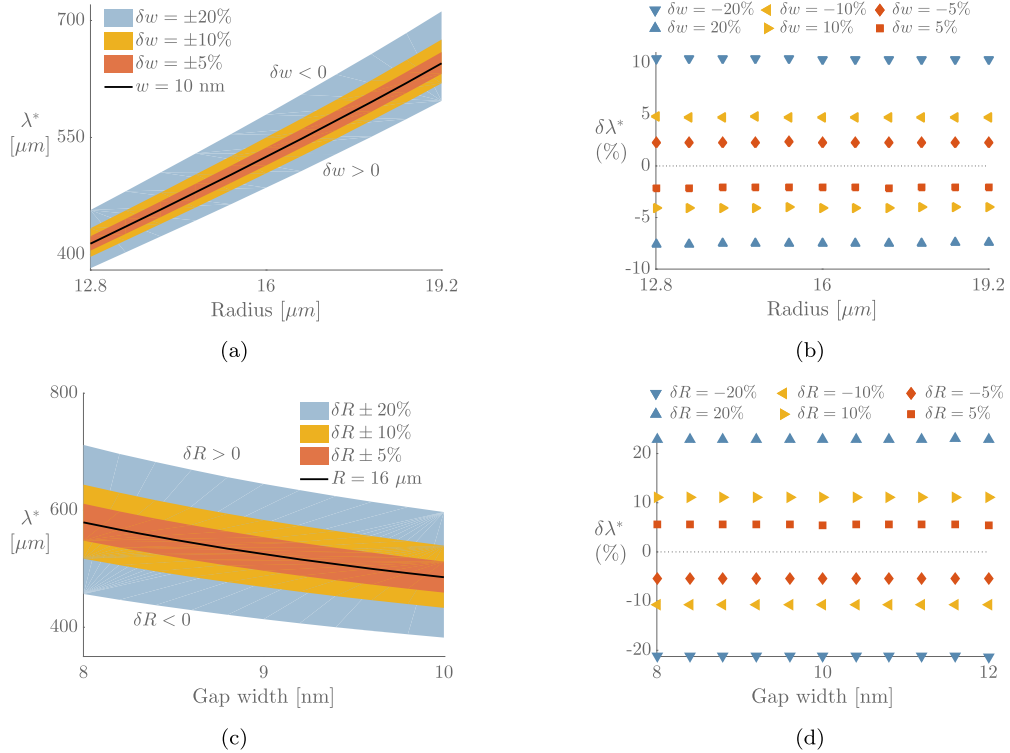 700
δw = ±20%
δw = ±10%
δw = ±5%
w = 10 nm
δw < 0
λ*
[μm]
550
δw > 0
400
12.8
16
19.2
Radius [μm]
(a)
δw = −20%
δw = −10%
δw = −5%
δw = 20%
δw = 10%
δw = 5%
10
5
δλ*
(%)
0
-5
-10
12.8
16
19.2
Radius [μm]
(b)
800
δR ± 20%
δR ± 10%
δR ± 5%
R = 16 μm
δR > 0
λ*
[μm]
600
δR < 0
400
8
9
10
Gap width [nm]
(c)
δR = −20%
δR = −10%
δR = −5%
δR = 20%
δR = 10%
δR = 5%
20
10
δλ*
(%)
0
-10
-20
8
10
12
Gap width [nm]
(d)